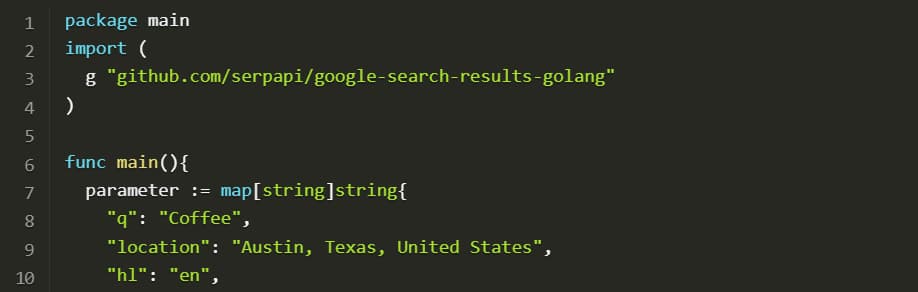 1 package main
2 import (
3 g "github.com/serpapi/google-search-results-golang"
4 )
5
6 func main(){
7 parameter := map[string]string{
8 "q": "Coffee",
9 "location": "Austin, Texas, United States",
10 "hl": "en",